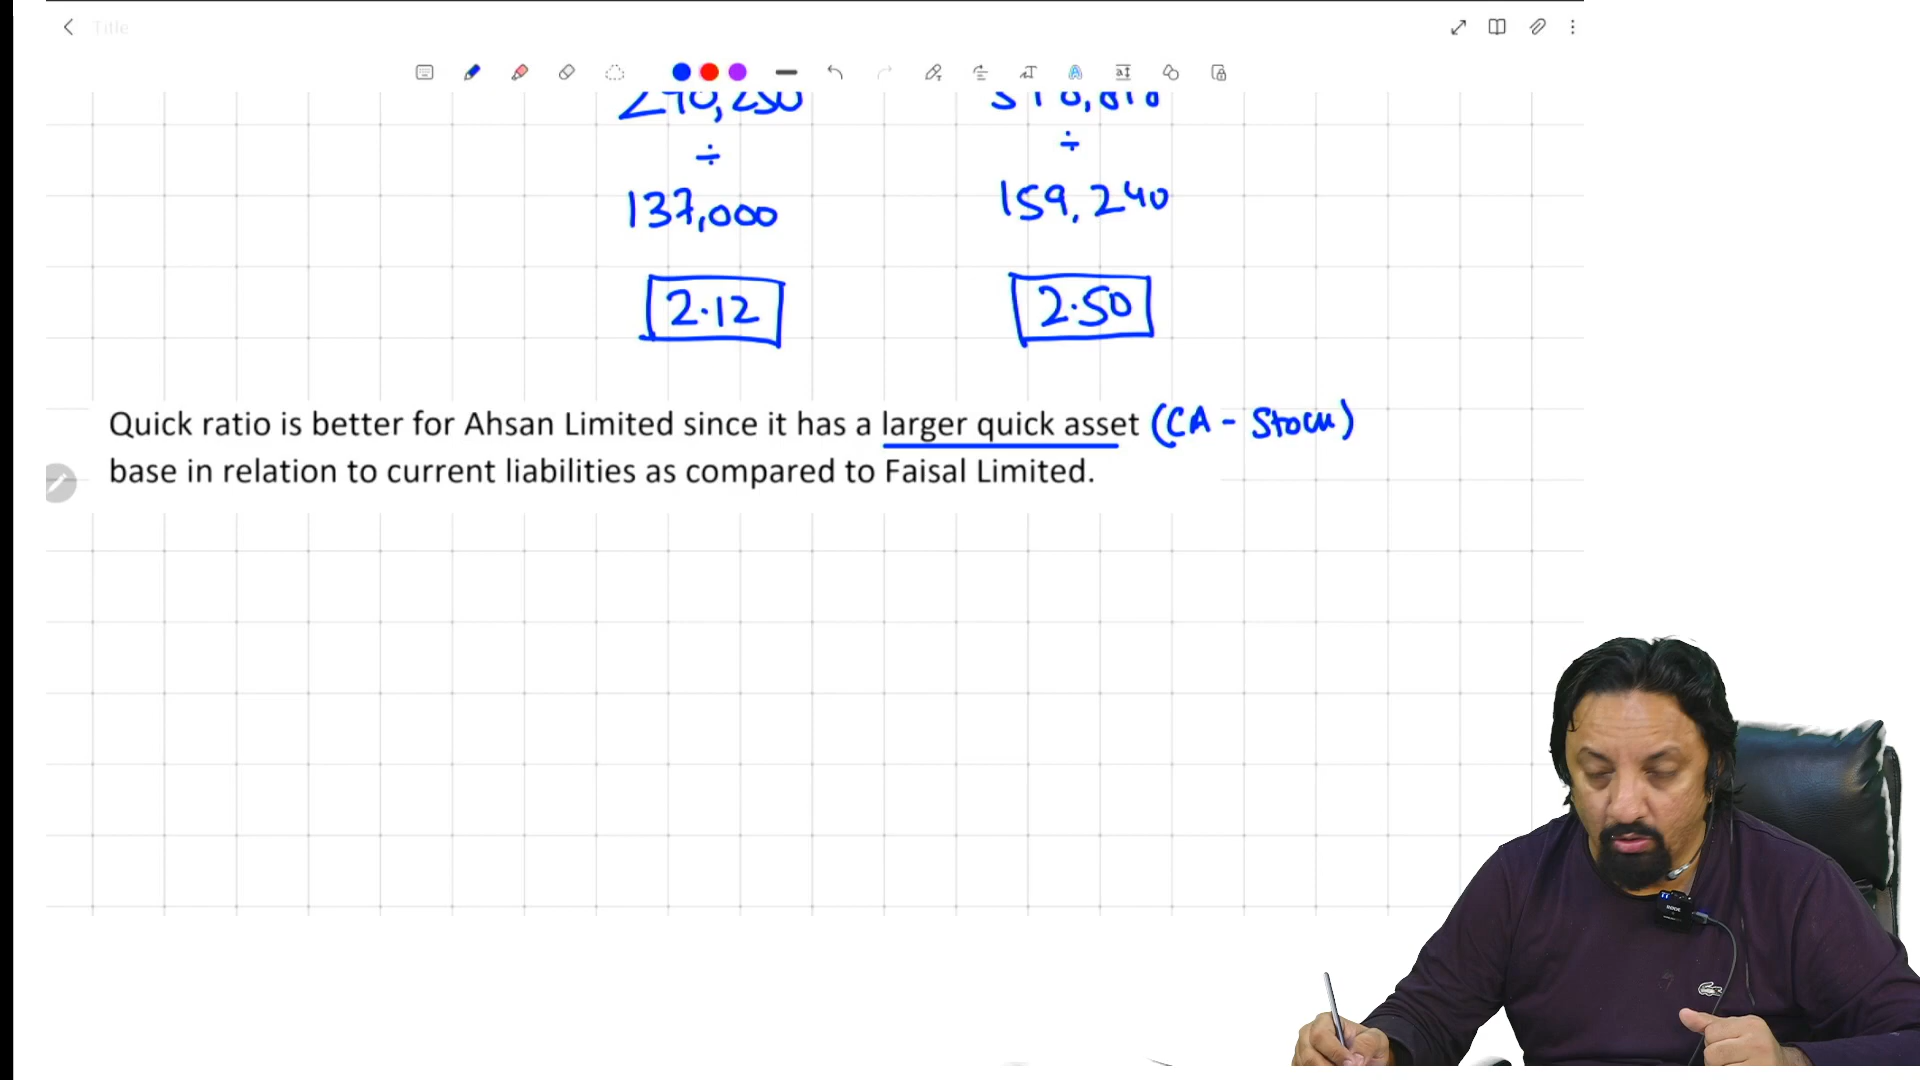 Title
÷ ÷
137,000 159,240
2.12 2.50
Quick ratio is better for Ahsan Limited since it has a larger quick asset (CA - Stock)
base in relation to current liabilities as compared to Faisal Limited.